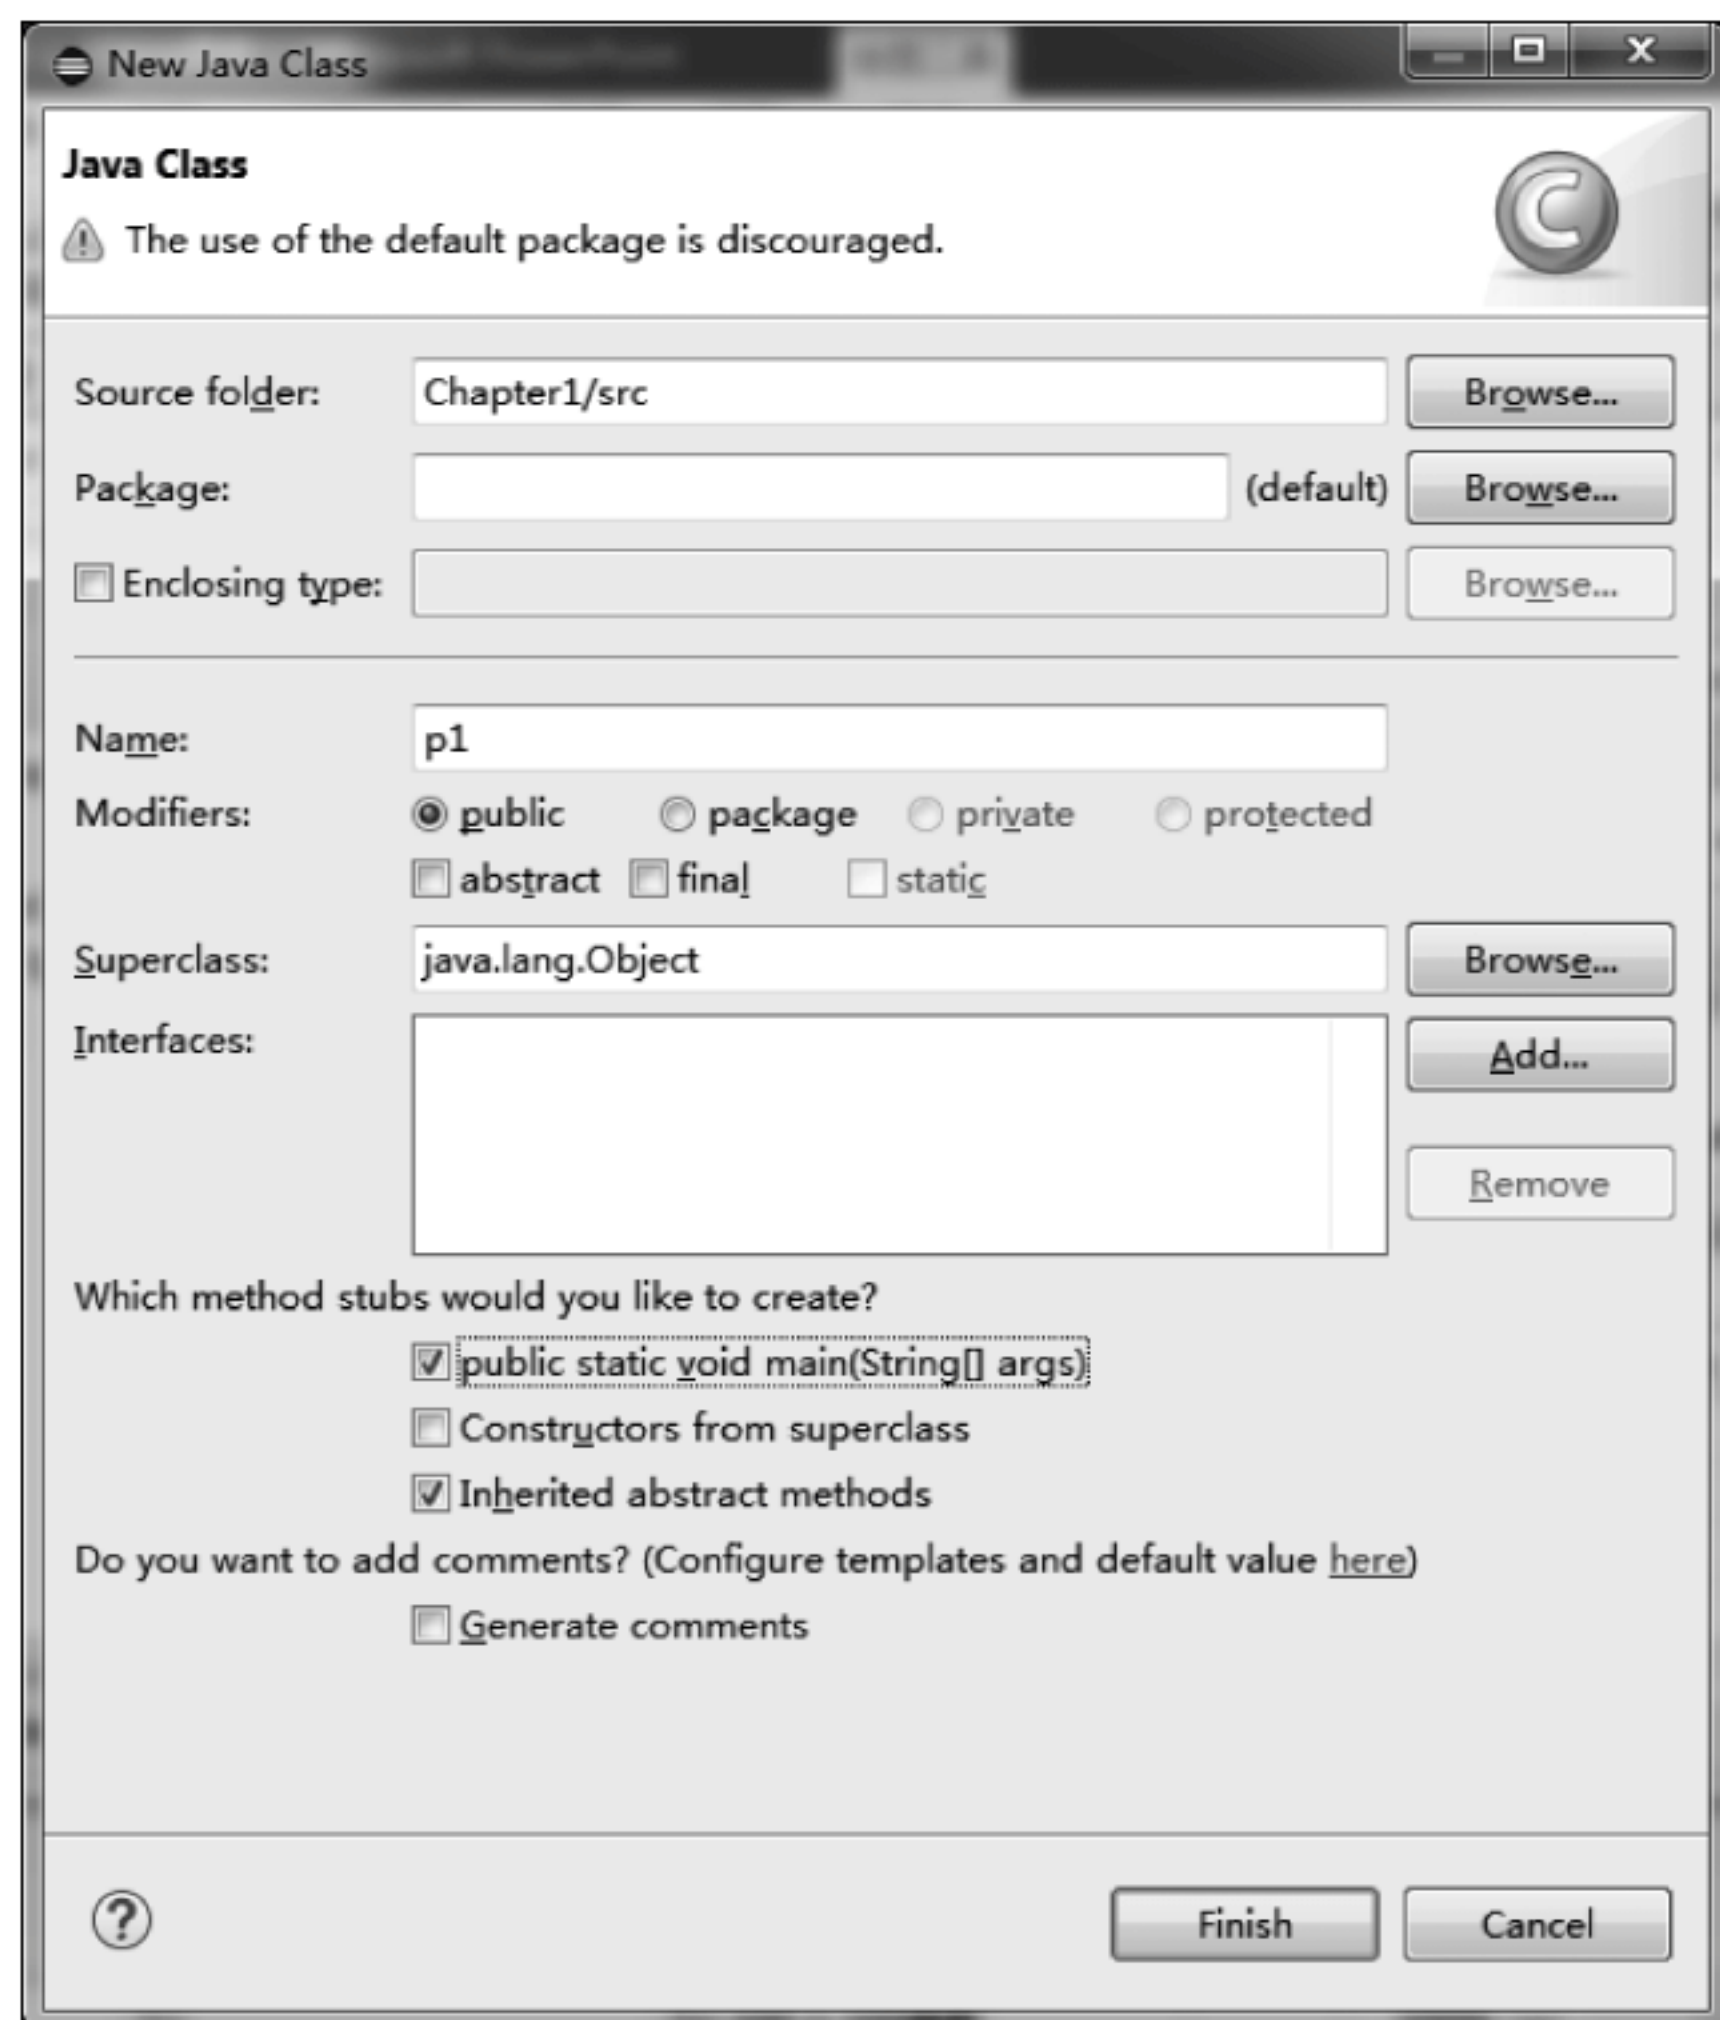 New Java Class
Java Class
The use of the default package is discouraged.
Source folder: Chapter1/src Browse...
Package: (default) Browse...
Enclosing type: Browse...
Name: p1
Modifiers: public package private protected
abstract final static
Superclass: java.lang.Object Browse...
Interfaces: Add...
Remove
Which method stubs would you like to create?
public static void main(String[] args)
Constructors from superclass
Inherited abstract methods
Do you want to add comments? (Configure templates and default value here)
Generate comments
Finish Cancel